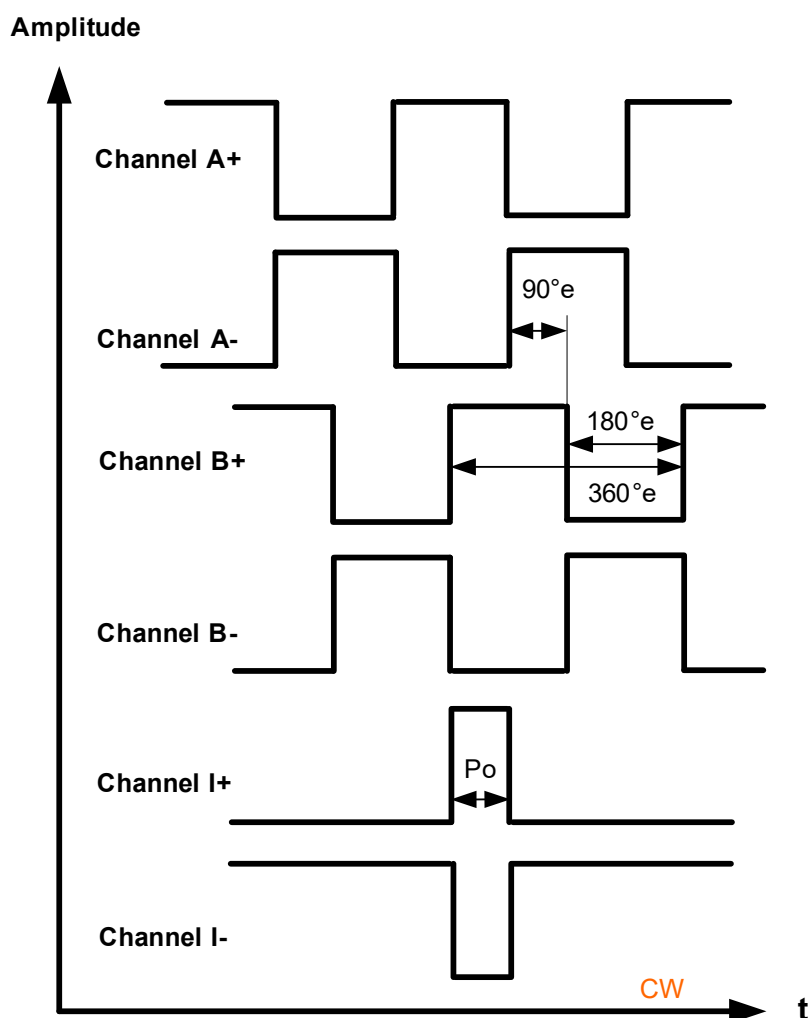 Amplitude
Channel A+
90°e
Channel A-
180°e
Channel B+
360°e
Channel B-
Po
Channel I+
Channel I-
CW
t